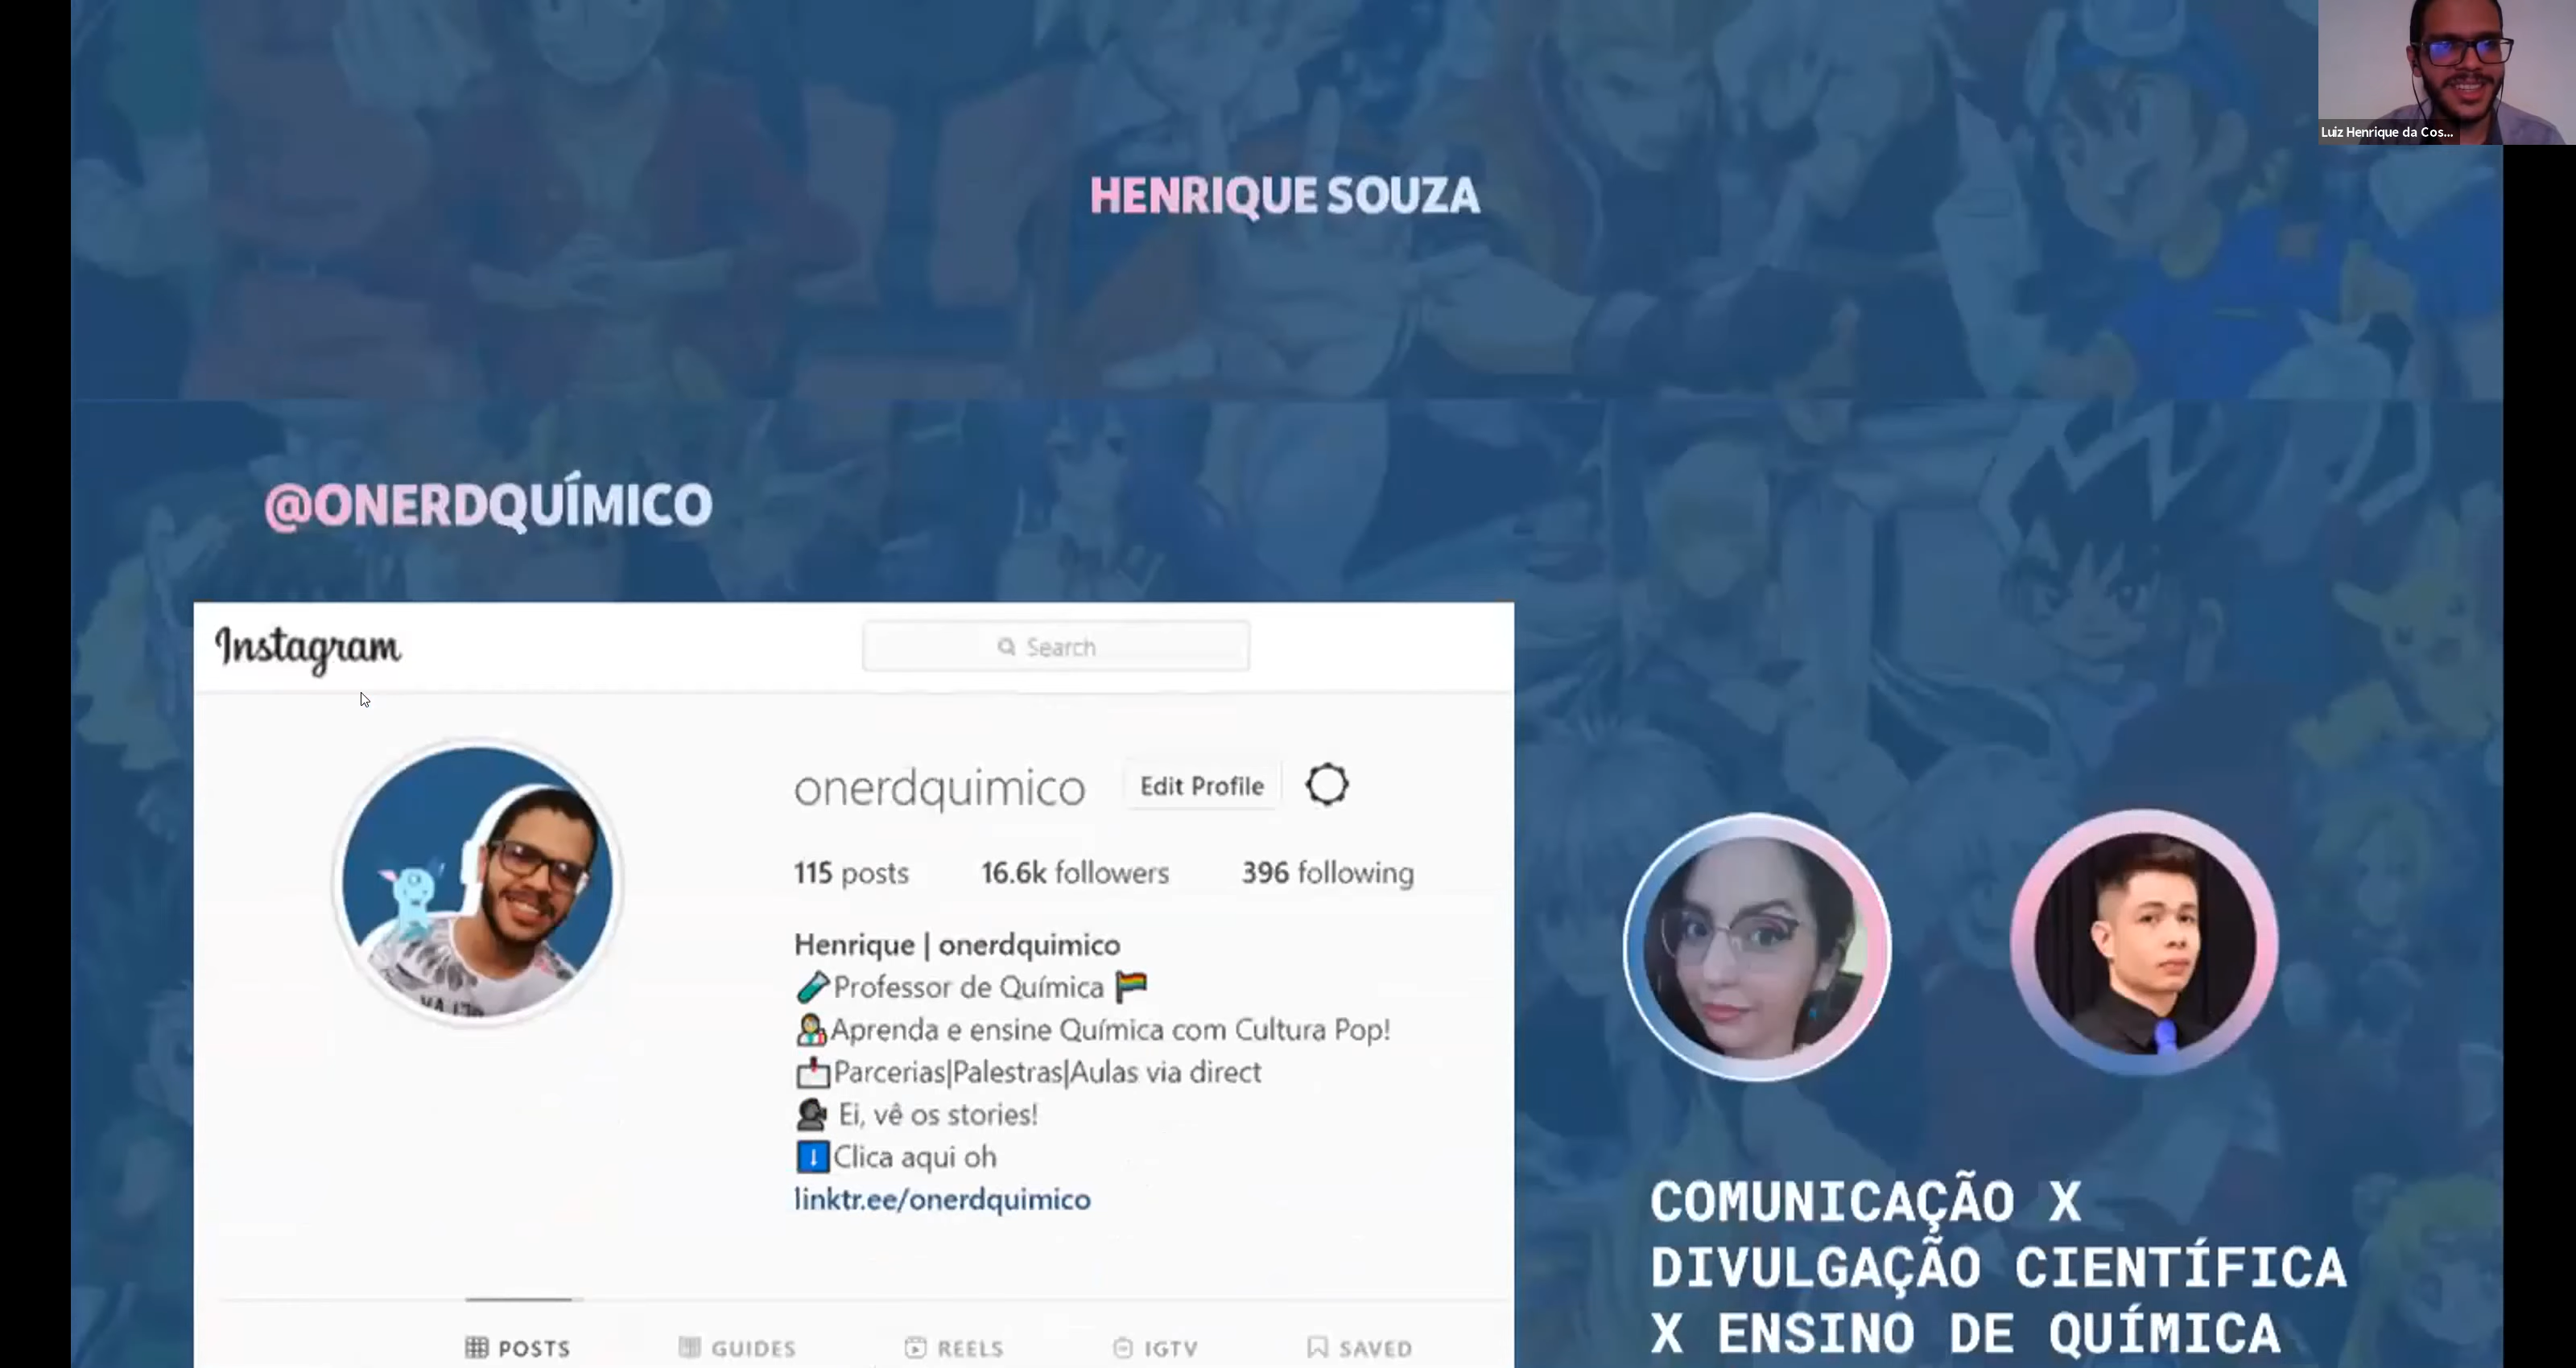 Luiz Henrique da Cos...
HENRIQUE SOUZA
@ONERDQUÍMICO
Instagram
Search
onerdquimico Edit Profile
115 posts 16.6k followers 396 following
Henrique | onerdquimico
Professor de Química
Aprenda e ensine Química com Cultura Pop!
Parcerias|Palestras|Aulas via direct
Ei, vê os stories!
Clica aqui oh
linktr.ee/onerdquimico
POSTS GUIDES REELS IGTV SAVED
COMUNICAÇÃO X
DIVULGAÇÃO CIENTÍFICA
X ENSINO DE QUÍMICA